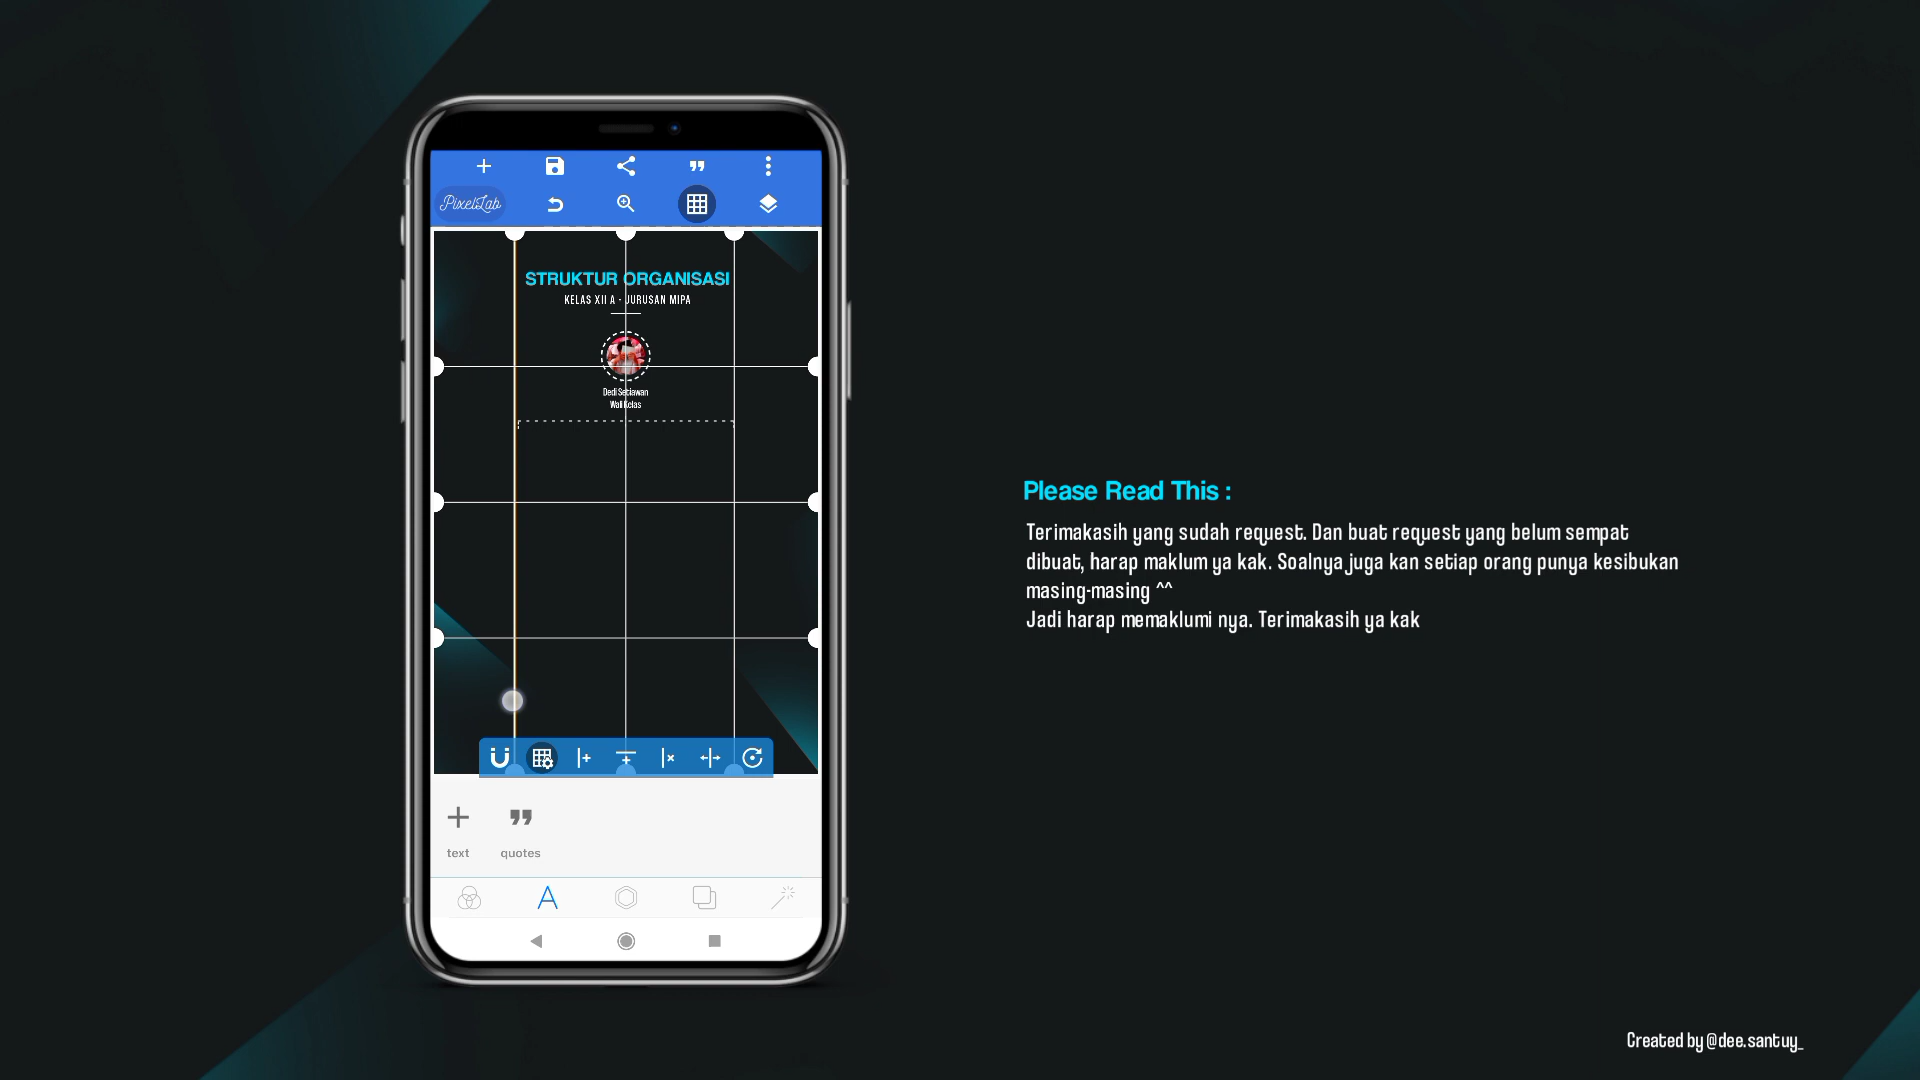 PixelLab
STRUKTUR ORGANISASI
KELAS XII A - JURUSAN MIPA
Dedi Setiawan
Wali Kelas
text
quotes
Please Read This :
Terimakasih yang sudah request. Dan buat request yang belum sempat
dibuat, harap maklum ya kak. Soalnya juga kan setiap orang punya kesibukan
masing-masing ^^
Jadi harap memaklumi nya. Terimakasih ya kak
Created by @dee.santuy_